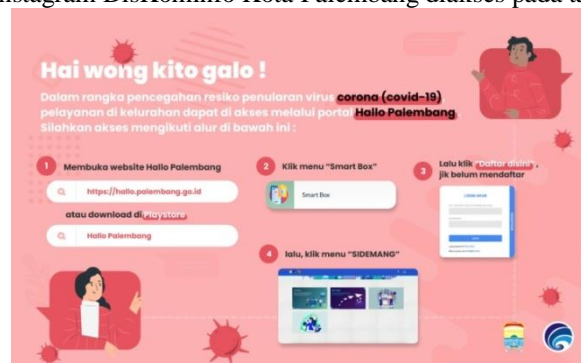 Instagram DisKominfo Kota Palembang diakses pada
Hai wong kito galo !
Dalam rangka pencegahan resiko penularan virus corona (covid-19)
pelayanan di kelurahan dapat di akses melalui portal Hallo Palembang
Silahkan akses mengikuti alur di bawah ini :
1 Membuka website Hallo Palembang
https://hallo.palembang.go.id
atau download di Playstore
Hallo Palembang
2 Klik menu "Smart Box"
Smart Box
3 Lalu klik "Daftar disini",
jik belum mendaftar
4 lalu, klik menu "SIDEMANG"